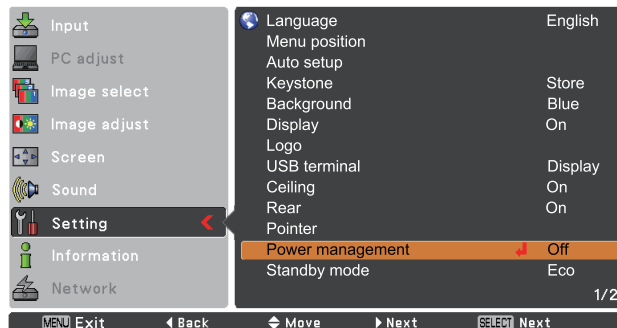 Input
PC adjust
Image select
Image adjust
Screen
Sound
Setting
Information
Network
Language English
Menu position
Auto setup
Keystone Store
Background Blue
Display On
Logo
USB terminal Display
Ceiling On
Rear On
Pointer
Power management Off
Standby mode Eco
1/2
MENU Exit Back Move Next SELECT Next